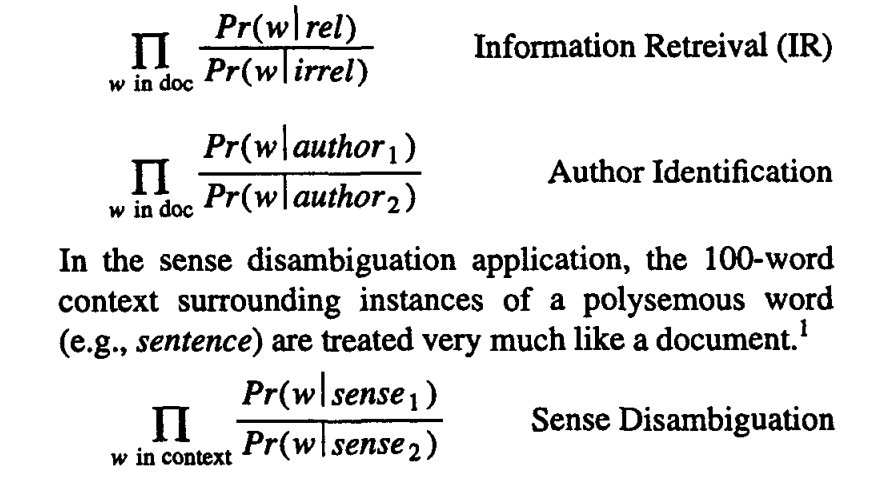 ∏ w in doc Pr(w|rel) / Pr(w|irrel) Information Retreival (IR)
∏ w in doc Pr(w|author₁) / Pr(w|author₂) Author Identification
In the sense disambiguation application, the 100-word
context surrounding instances of a polysemous word
(e.g., sentence) are treated very much like a document.¹
∏ w in context Pr(w|sense₁) / Pr(w|sense₂) Sense Disambiguation